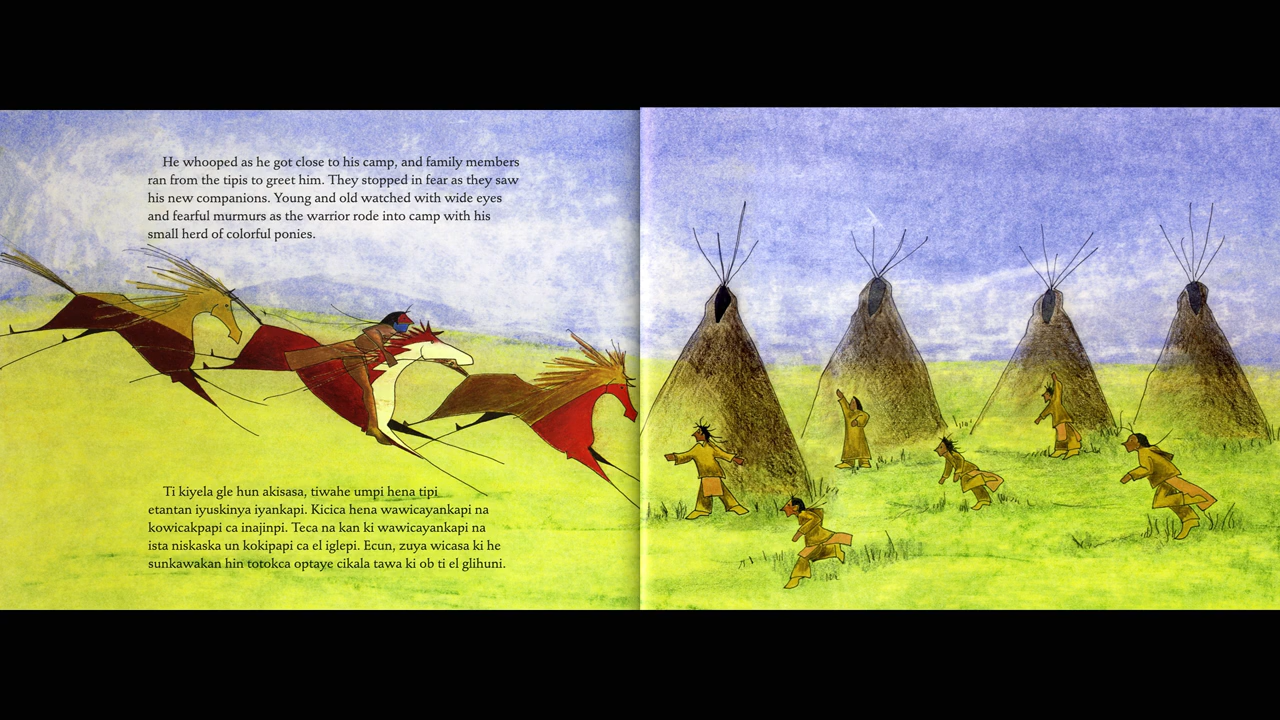 He whooped as he got close to his camp, and family members
ran from the tipis to greet him. They stopped in fear as they saw
his new companions. Young and old watched with wide eyes
and fearful murmurs as the warrior rode into camp with his
small herd of colorful ponies.
Ti kiyela gle hun akisasa, tiwahe umpi hena tipi
etantan iyuskinya iyankapi. Kicica hena wawicayankapi na
kowicakpapi ca inajinpi. Teca na kan ki wawicayankapi na
ista niskaska un kokipapi ca el iglepi. Ecun, zuya wicasa ki he
sunkawakan hin totokca optaye cikala tawa ki ob ti el glihuni.